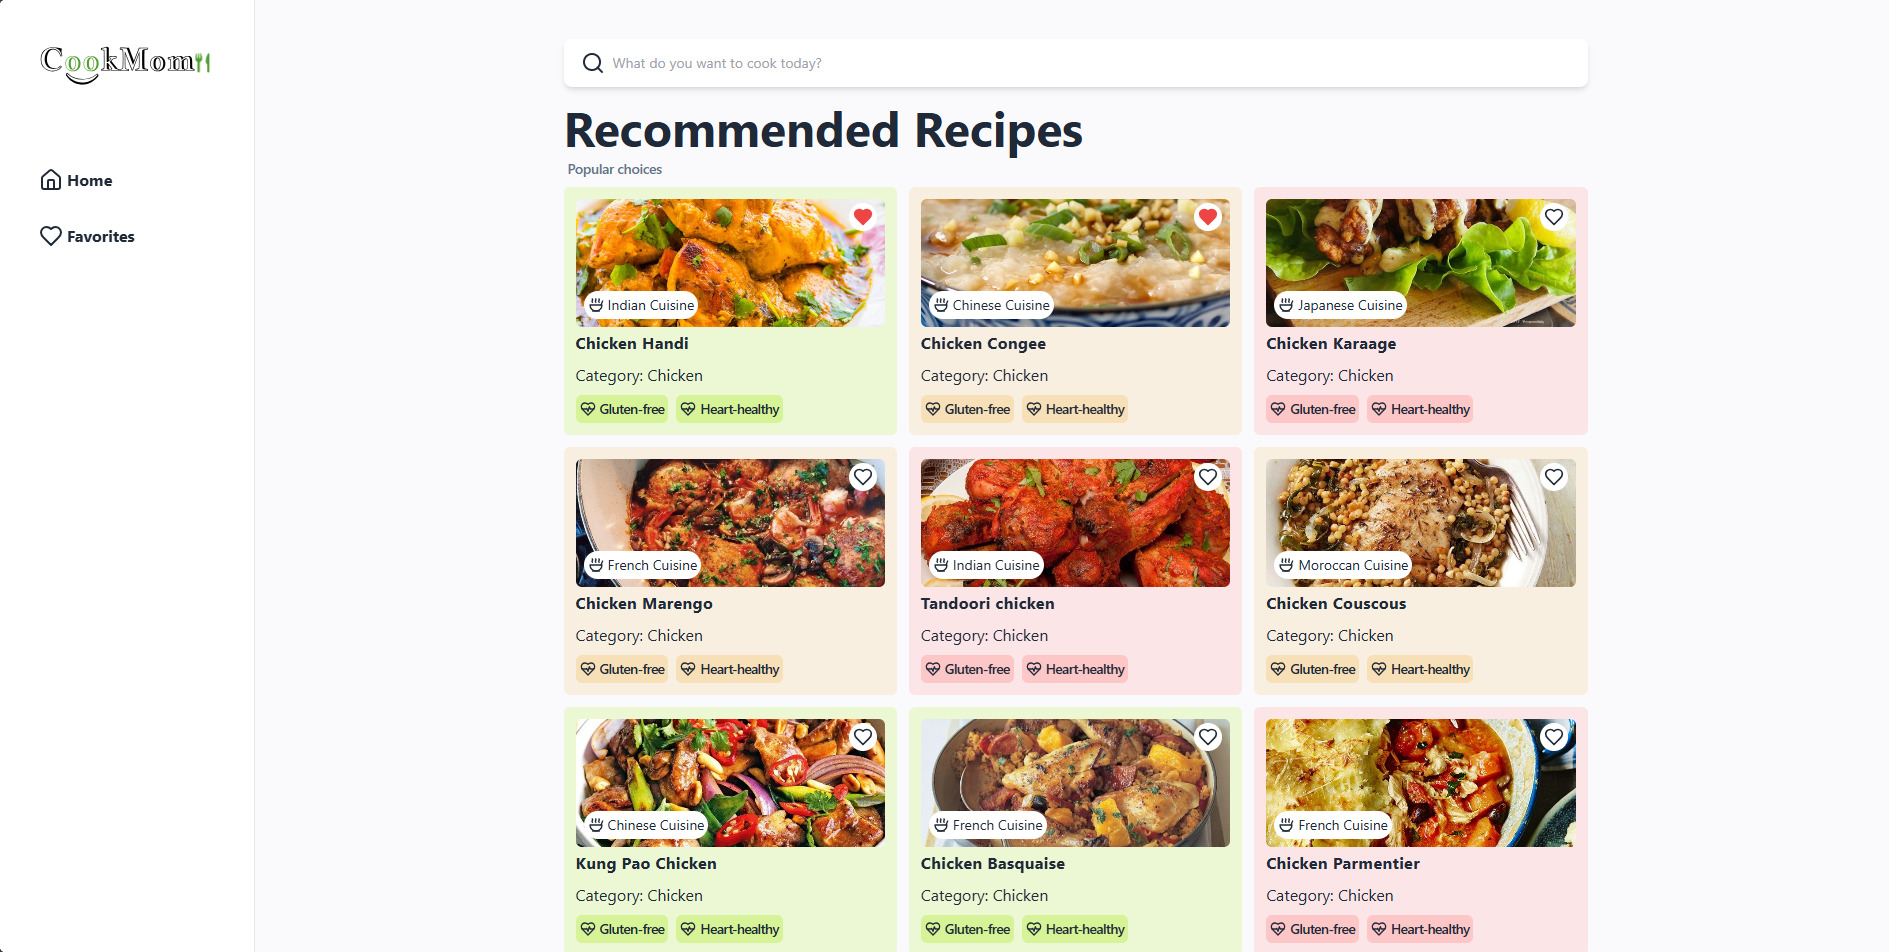 CookMom
Home
Favorites
What do you want to cook today?
Recommended Recipes
Popular choices
Indian Cuisine
Chicken Handi
Category: Chicken
Gluten-free Heart-healthy
Chinese Cuisine
Chicken Congee
Category: Chicken
Gluten-free Heart-healthy
Japanese Cuisine
Chicken Karaage
Category: Chicken
Gluten-free Heart-healthy
French Cuisine
Chicken Marengo
Category: Chicken
Gluten-free Heart-healthy
Indian Cuisine
Tandoori chicken
Category: Chicken
Gluten-free Heart-healthy
Moroccan Cuisine
Chicken Couscous
Category: Chicken
Gluten-free Heart-healthy
Chinese Cuisine
Kung Pao Chicken
Category: Chicken
Gluten-free Heart-healthy
French Cuisine
Chicken Basquaise
Category: Chicken
Gluten-free Heart-healthy
French Cuisine
Chicken Parmentier
Category: Chicken
Gluten-free Heart-healthy